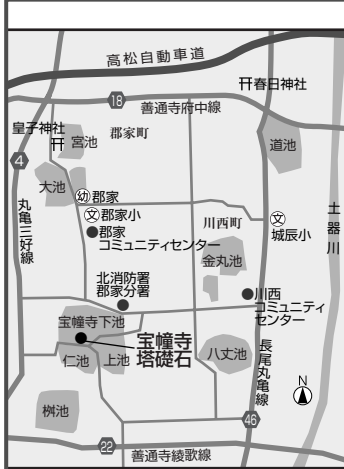 高松自動車道
春日神社
18
善通寺府中線
皇子神社
宮池
郡家町
道池
4
大池
幼 郡家
文 郡家小
丸亀三好線
郡家
コミュニティセンター
川西町
文
城辰小
土器川
金丸池
北消防署
郡家分署
川西
コミュニティ
センター
宝幢寺下池
宝幢寺
塔礎石
仁池
上池
八丈池
長尾丸亀線
N
桝池
46
22
善通寺綾歌線